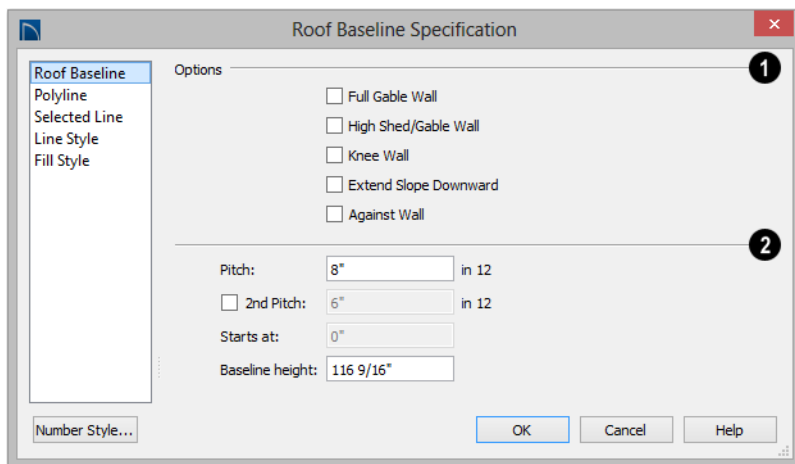 Roof Baseline Specification
×
Roof Baseline
Polyline
Selected Line
Line Style
Fill Style
Options
1
Full Gable Wall
High Shed/Gable Wall
Knee Wall
Extend Slope Downward
Against Wall
2
Pitch: 8" in 12
2nd Pitch: 6" in 12
Starts at: 0"
Baseline height: 116 9/16"
Number Style... OK Cancel Help